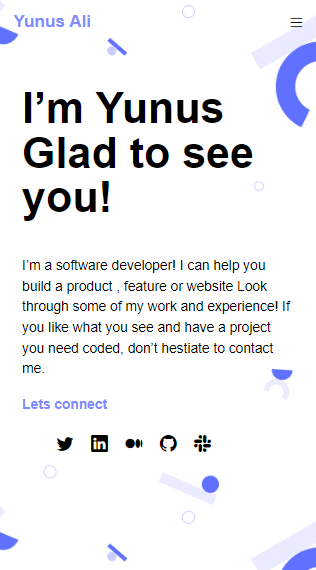 Yunus Ali
I’m Yunus
Glad to see
you!
I’m a software developer! I can help you
build a product , feature or website Look
through some of my work and experience! If
you like what you see and have a project
you need coded, don’t hestiate to contact
me.
Lets connect